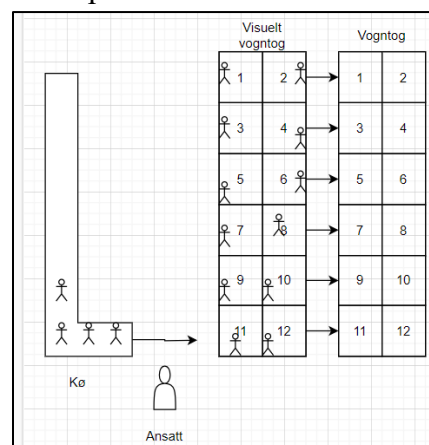 Visuelt
vogntog
Vogntog
1 2 1 2
3 4 3 4
5 6 5 6
7 8 7 8
9 10 9 10
11 12 11 12
Kø
Ansatt